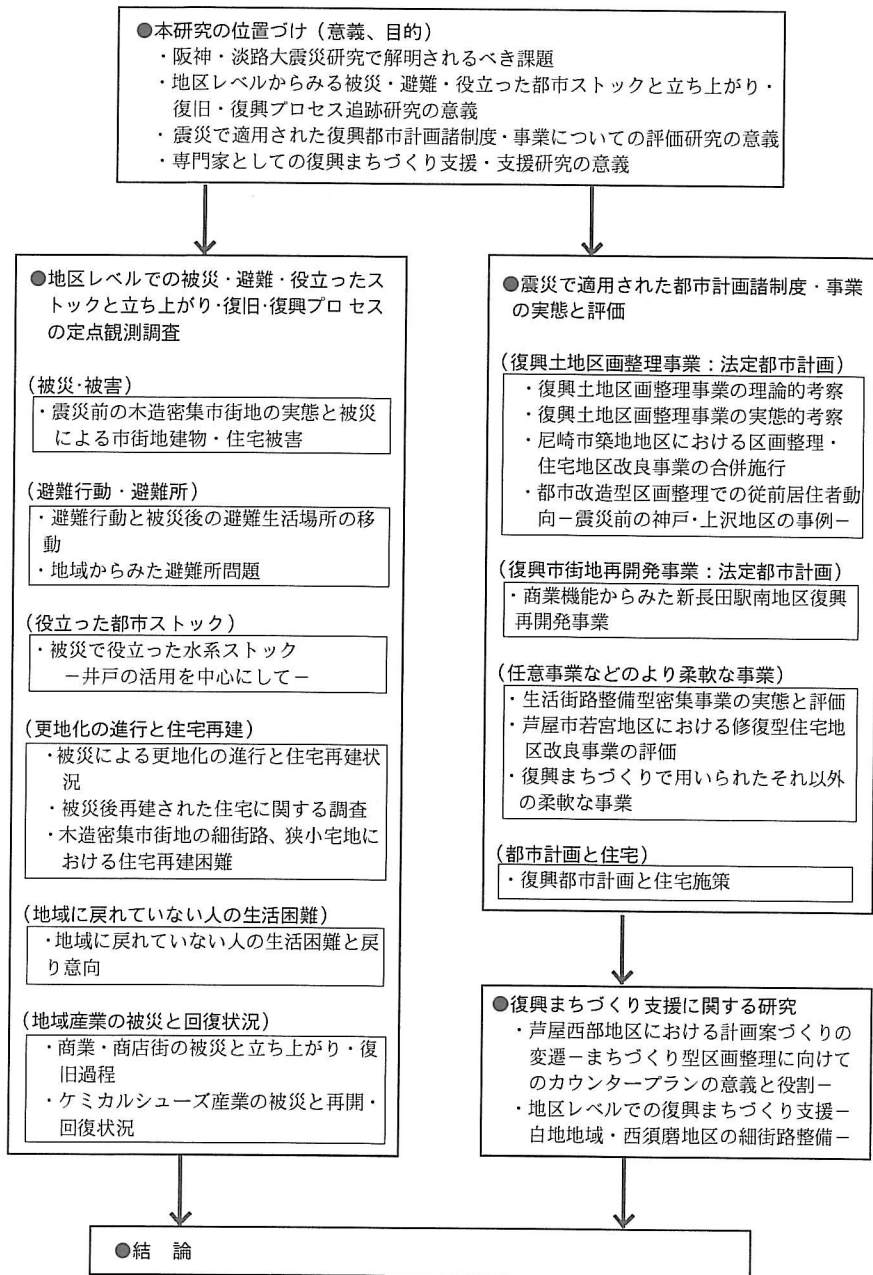 ●本研究の位置づけ（意義、目的）
・阪神・淡路大震災研究で解明されるべき課題
・地区レベルからみる被災・避難・役立った都市ストックと立ち上がり・
復旧・復興プロセス追跡研究の意義
・震災で適用された復興都市計画諸制度・事業についての評価研究の意義
・専門家としての復興まちづくり支援・支援研究の意義
●地区レベルでの被災・避難・役立ったス
トックと立ち上がり・復旧・復興プロ セス
の定点観測調査
(被災・被害)
・震災前の木造密集市街地の実態と被災
による市街地建物・住宅被害
(避難行動・避難所)
・避難行動と被災後の避難生活場所の移
動
・地域からみた避難所問題
(役立った都市ストック)
・被災で役立った水系ストック
－井戸の活用を中心にして－
(更地化の進行と住宅再建)
・被災による更地化の進行と住宅再建状
況
・被災後再建された住宅に関する調査
・木造密集市街地の細街路、狭小宅地に
おける住宅再建困難
(地域に戻れていない人の生活困難)
・地域に戻れていない人の生活困難と戻
り意向
(地域産業の被災と回復状況)
・商業・商店街の被災と立ち上がり・復
旧過程
・ケミカルシューズ産業の被災と再開・
回復状況
●震災で適用された都市計画諸制度・事業
の実態と評価
(復興土地区画整理事業：法定都市計画)
・復興土地区画整理事業の理論的考察
・復興土地区画整理事業の実態的考察
・尼崎市築地地区における区画整理・
住宅地区改良事業の合併施行
・都市改造型区画整理での従前居住者動
向－震災前の神戸・上沢地区の事例－
(復興市街地再開発事業：法定都市計画)
・商業機能からみた新長田駅南地区復興
再開発事業
(任意事業などのより柔軟な事業)
・生活街路整備型密集事業の実態と評価
・芦屋市若宮地区における修復型住宅地
区改良事業の評価
・復興まちづくりで用いられたそれ以外
の柔軟な事業
(都市計画と住宅)
・復興都市計画と住宅施策
●復興まちづくり支援に関する研究
・芦屋西部地区における計画案づくりの
変遷－まちづくり型区画整理に向けて
のカウンタープランの意義と役割－
・地区レベルでの復興まちづくり支援－
白地地域・西須磨地区の細街路整備－
●結　論